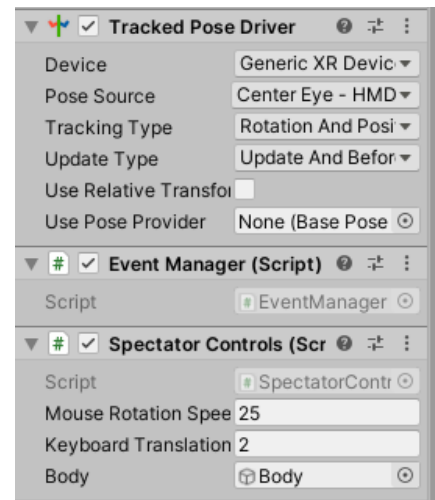 Tracked Pose Driver
Device Generic XR Devic
Pose Source Center Eye - HMD
Tracking Type Rotation And Posi
Update Type Update And Befor
Use Relative Transfo
Use Pose Provider None (Base Pose
# Event Manager (Script)
Script # EventManager
# Spectator Controls (Scr
Script # SpectatorContr
Mouse Rotation Spee 25
Keyboard Translation 2
Body Body